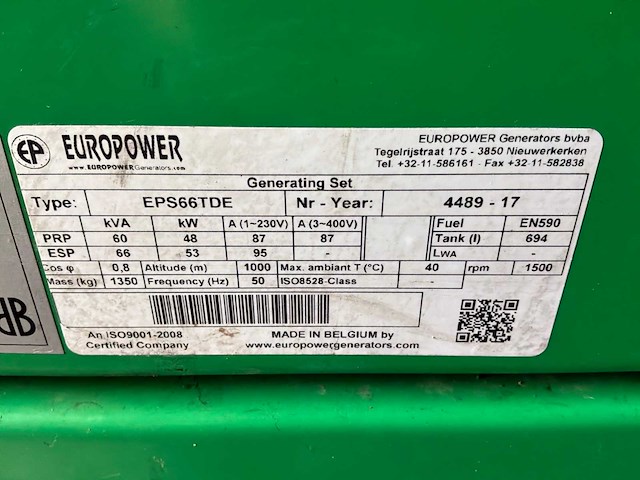 EP EUROPOWER
www.EUROPOWERGenerators.com
EUROPOWER Generators bvba
Tegelrijstraat 175 - 3850 Nieuwerkerken
Tel. +32-11-586161 - Fax +32-11-582838
Generating Set
Type: EPS66TDE Nr - Year: 4489 - 17
kVA kW A (1~230V) A (3~400V) Fuel EN590
PRP 60 48 87 87 Tank (l) 694
ESP 66 53 95 - LWA -
Cos φ 0,8 Altitude (m) 1000 Max. ambiant T (°C) 40 rpm 1500
Mass (kg) 1350 Frequency (Hz) 50 ISO8528-Class -
An ISO9001-2008
Certified Company
MADE IN BELGIUM by
www.europowergenerators.com